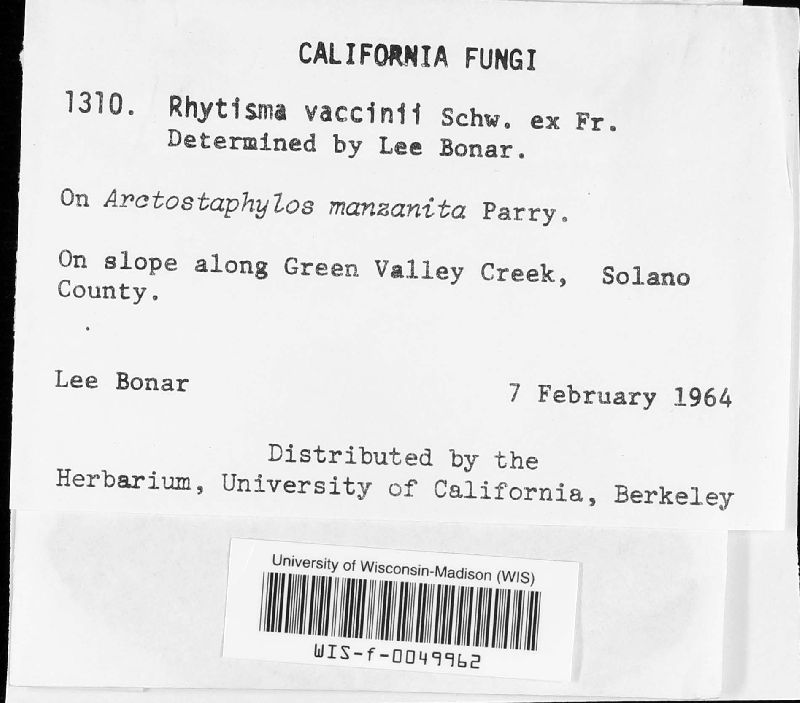 CALIFORNIA FUNGI
1310. Rhytisma vaccinii Schw. ex Fr.
Determined by Lee Bonar.
On Arctostaphylos manzanita Parry.
On slope along Green Valley Creek, Solano
County.
Lee Bonar 7 February 1964
Distributed by the
Herbarium, University of California, Berkeley
University of Wisconsin-Madison (WIS)
WIS-f-0049962